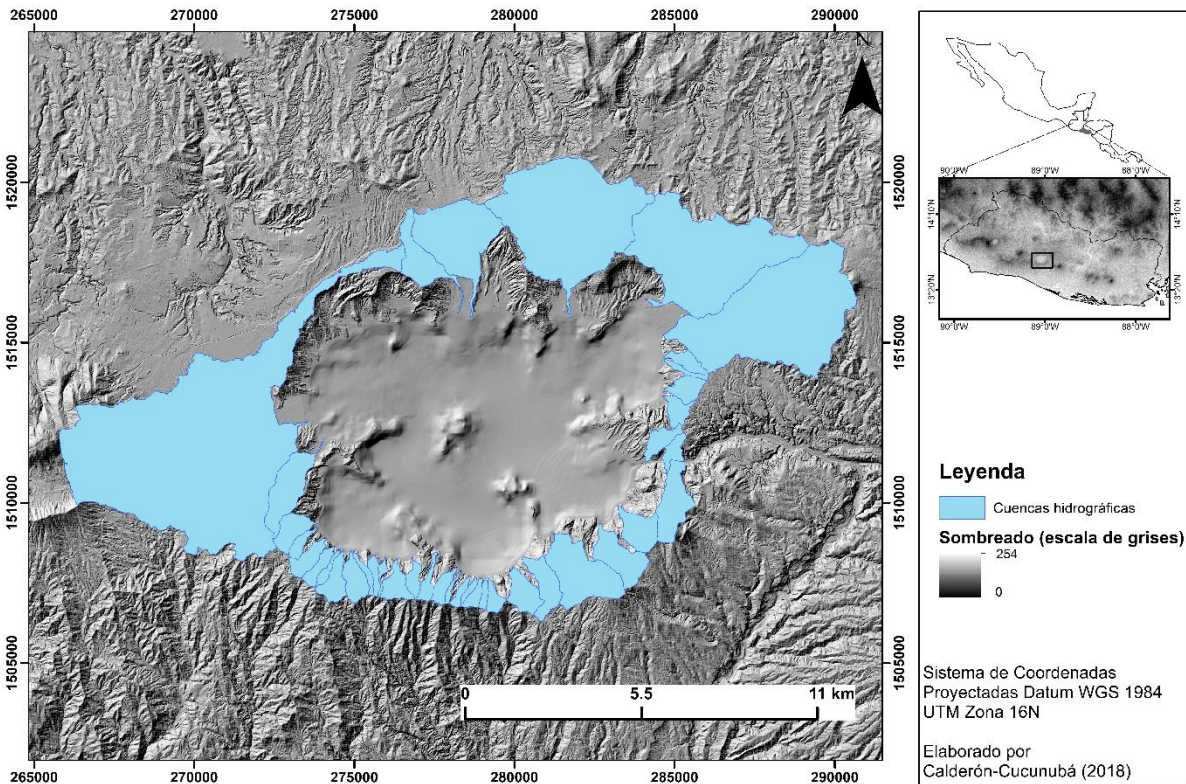 265000 270000 275000 280000 285000 290000
1520000
1515000
1510000
1505000
1520000
1515000
1510000
1505000
0 5.5 11 km
265000 270000 275000 280000 285000 290000
90°0'W 89°0'W 88°0'W
14°10'N
13°20'N
14°10'N
13°20'N
90°0'W 89°0'W 88°0'W
Leyenda
Cuencas hidrográficas
Sombreado (escala de grises)
254
0
Sistema de Coordenadas
Proyectadas Datum WGS 1984
UTM Zona 16N
Elaborado por
Calderón-Cucunubá (2018)